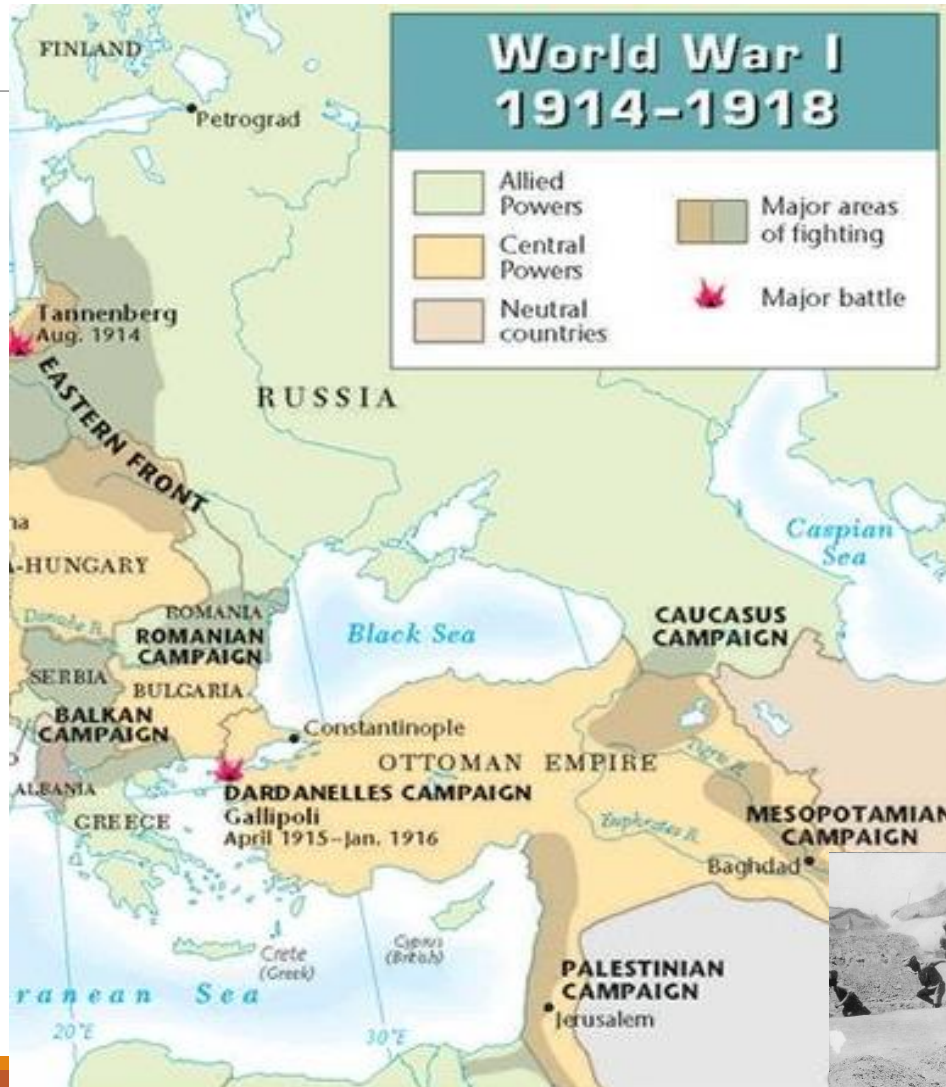 World War I
1914–1918
Allied
Powers
Central
Powers
Neutral
countries
Major areas
of fighting
Major battle
FINLAND
Petrograd
Tannenberg
Aug. 1914
EASTERN FRONT
RUSSIA
na
A-HUNGARY
Caspian
Sea
Danube R.
ROMANIA
ROMANIAN
CAMPAIGN
Black Sea
CAUCASUS
CAMPAIGN
SERBIA
BULGARIA
BALKAN
CAMPAIGN
Constantinople
OTTOMAN EMPIRE
Tigris R.
ALBANIA
DARDANELLES CAMPAIGN
Gallipoli
April 1915–Jan. 1916
GREECE
Euphrates R.
MESOPOTAMIAN
CAMPAIGN
Baghdad
Crete
(Greek)
Cyprus
(British)
ranean Sea
PALESTINIAN
CAMPAIGN
Jerusalem
20°E
30°E